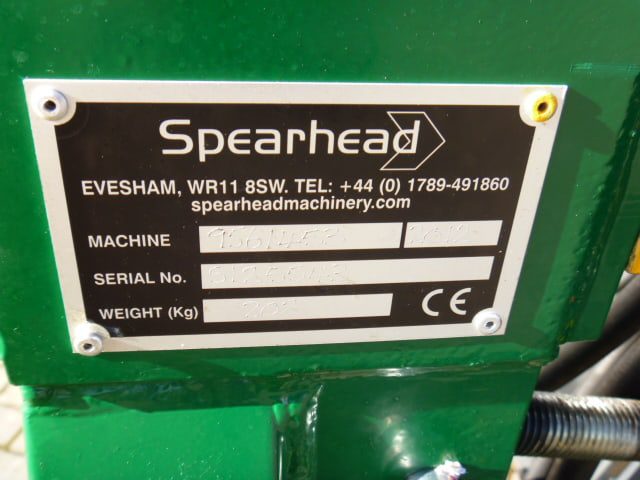 Spearhead
EVESHAM, WR11 8SW. TEL: +44 (0) 1789-491860
spearheadmachinery.com
MACHINE
SERIAL No.
WEIGHT (Kg)
CE